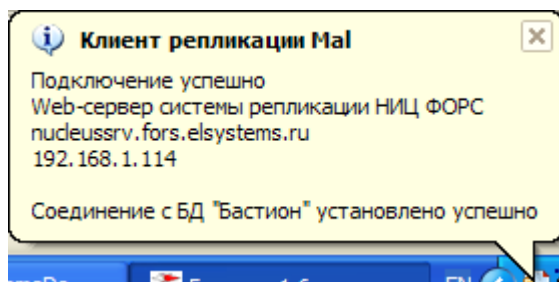 Клиент репликации Mal
Подключение успешно
Web-сервер системы репликации НИЦ ФОРС
nucleussrv.fors.elsystems.ru
192.168.1.114
Соединение с БД "Бастион" установлено успешно
EN